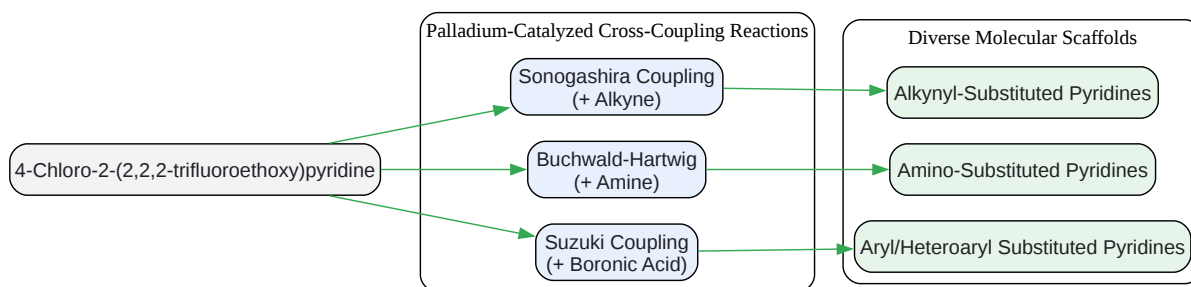 Palladium-Catalyzed Cross-Coupling Reactions
Diverse Molecular Scaffolds
4-Chloro-2-(2,2,2-trifluoroethoxy)pyridine
Sonogashira Coupling
(+ Alkyne)
Alkynyl-Substituted Pyridines
Buchwald-Hartwig
(+ Amine)
Amino-Substituted Pyridines
Suzuki Coupling
(+ Boronic Acid)
Aryl/Heteroaryl Substituted Pyridines